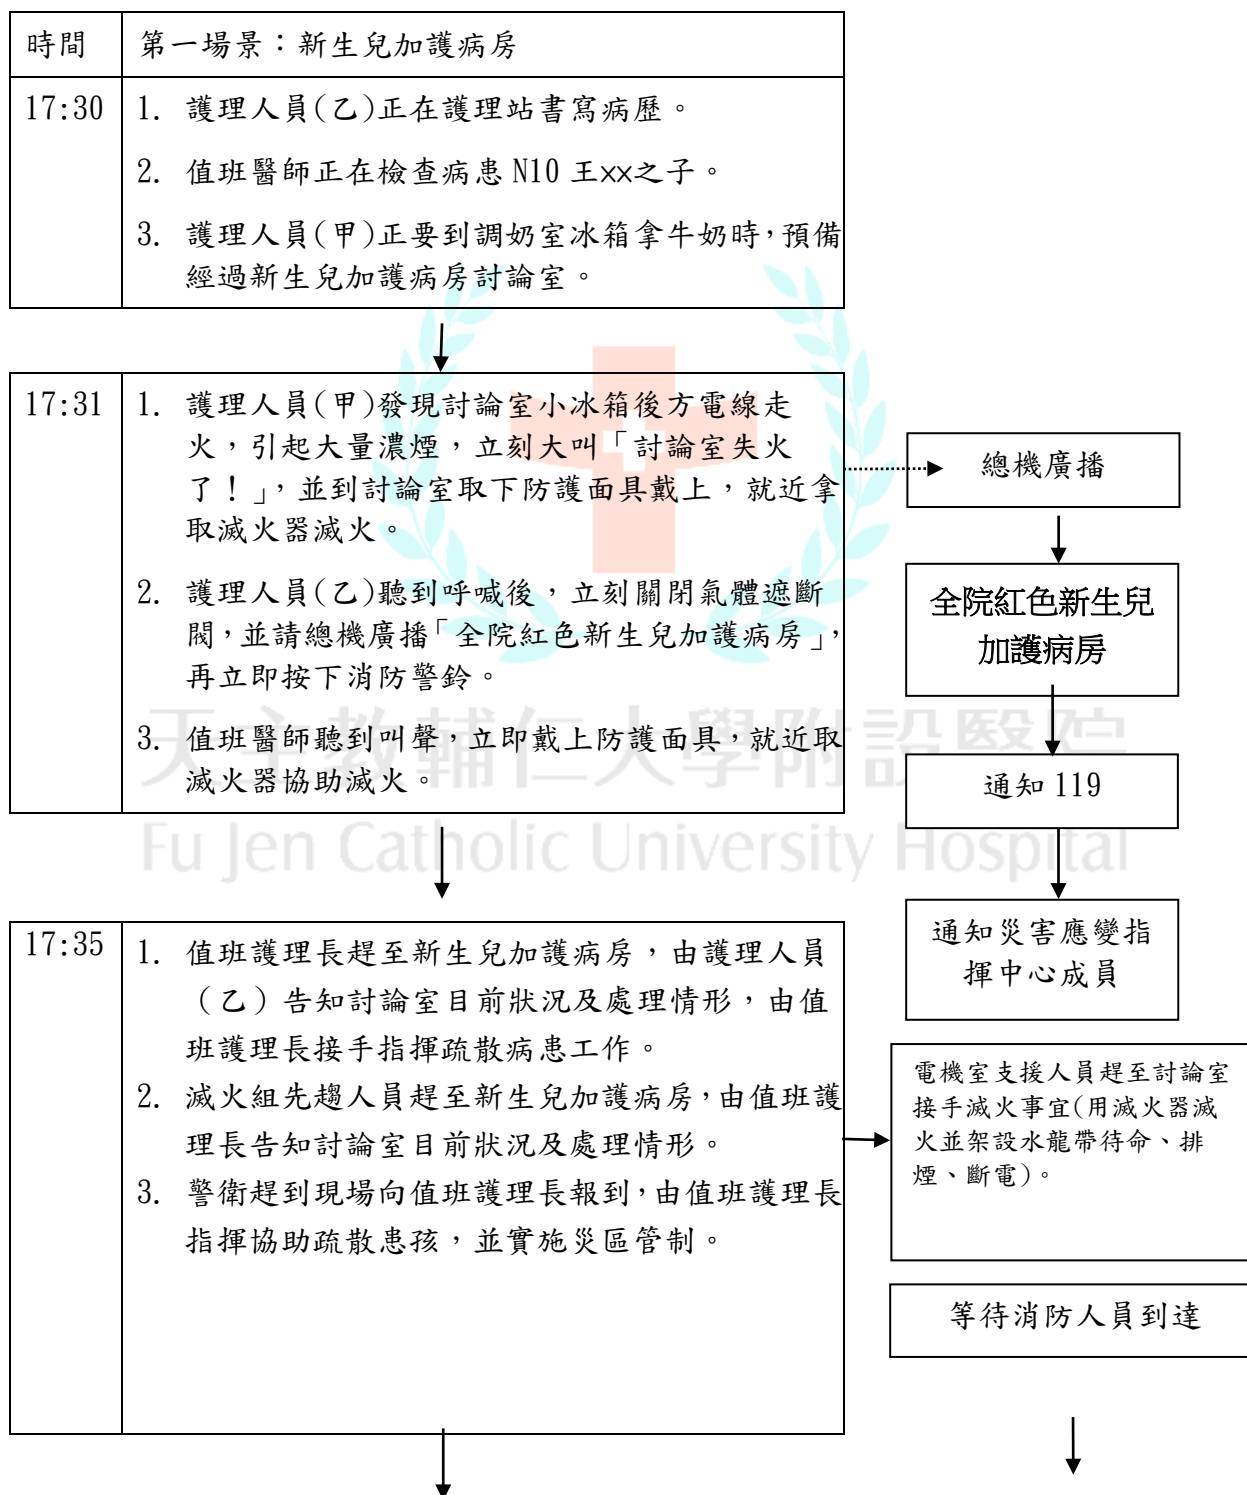 時間
第一場景：新生兒加護病房
17:30
1. 護理人員(乙)正在護理站書寫病歷。
2. 值班醫師正在檢查病患 N10 王xx之子。
3. 護理人員(甲)正要到調奶室冰箱拿牛奶時，預備
經過新生兒加護病房討論室。
17:31
1. 護理人員(甲)發現討論室小冰箱後方電線走
火，引起大量濃煙，立刻大叫「討論室失火
了！」，並到討論室取下防護面具戴上，就近拿
取滅火器滅火。
2. 護理人員(乙)聽到呼喊後，立刻關閉氣體遮斷
閥，並請總機廣播「全院紅色新生兒加護病房」，
再立即按下消防警鈴。
3. 值班醫師聽到叫聲，立即戴上防護面具，就近取
滅火器協助滅火。
總機廣播
全院紅色新生兒
加護病房
通知 119
通知災害應變指
揮中心成員
天主教輔仁大學附設醫院
Fu Jen Catholic University Hospital
17:35
1. 值班護理長趕至新生兒加護病房，由護理人員
（乙）告知討論室目前狀況及處理情形，由值
班護理長接手指揮疏散病患工作。
2. 滅火組先趨人員趕至新生兒加護病房，由值班護
理長告知討論室目前狀況及處理情形。
3. 警衛趕到現場向值班護理長報到，由值班護理長
指揮協助疏散患孩，並實施災區管制。
電機室支援人員趕至討論室
接手滅火事宜(用滅火器滅
火並架設水龍帶待命、排
煙、斷電)。
等待消防人員到達